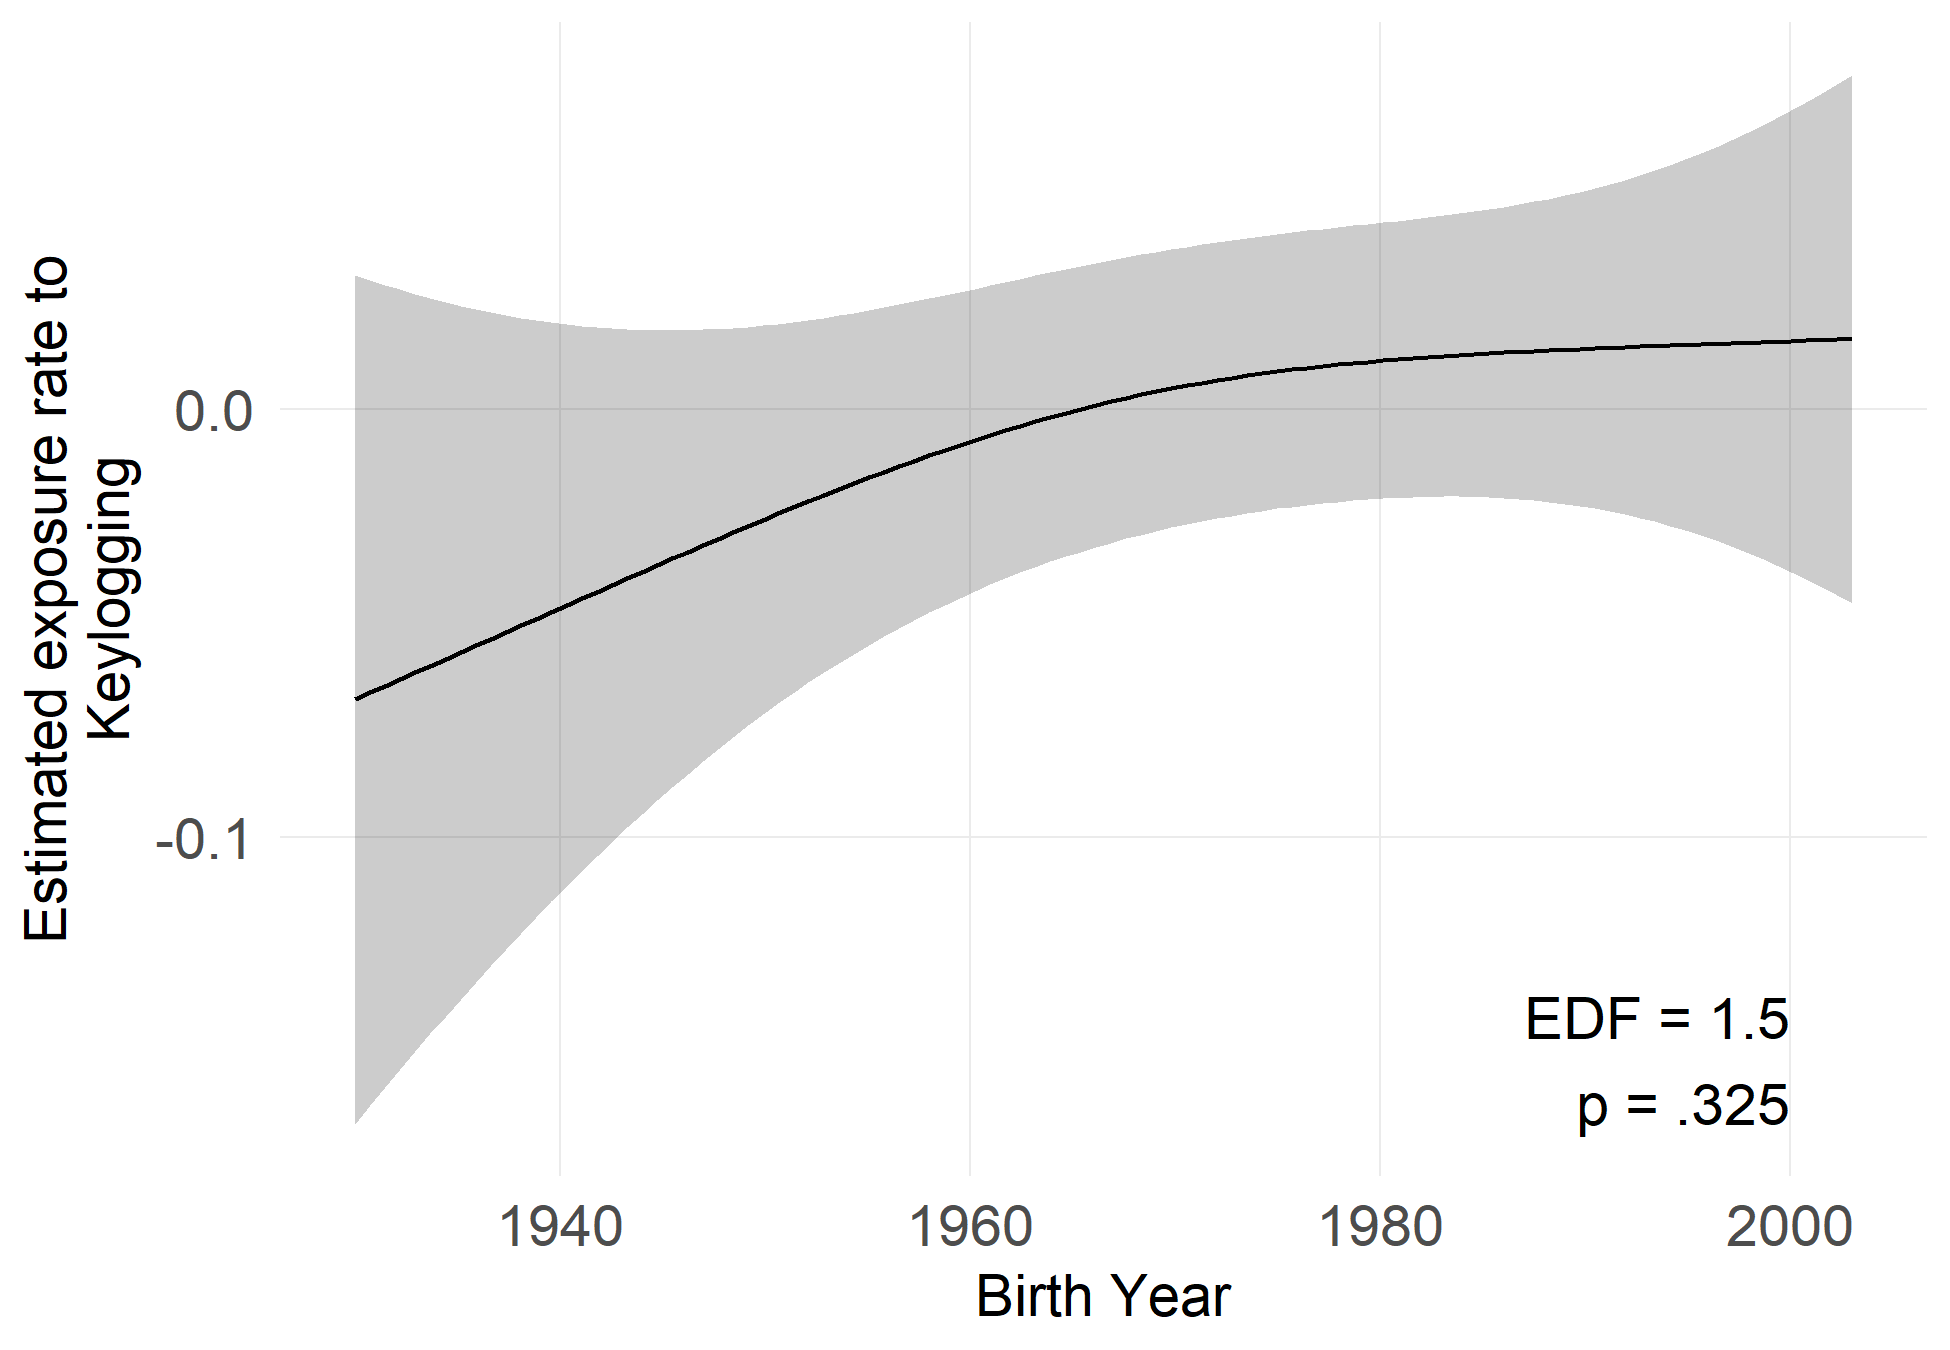 Estimated exposure rate to
Keylogging
0.0
-0.1
EDF = 1.5
p = .325
1940 1960 1980 2000
Birth Year